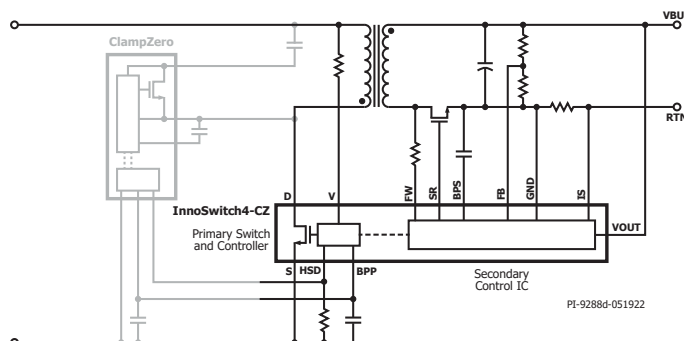 VBU
ClampZero
RTN
D
V
FW
SR
BPS
FB
GND
IS
InnoSwitch4-CZ
Primary Switch
and Controller
VOUT
S
HSD
BPP
Secondary
Control IC
PI-9288d-051922